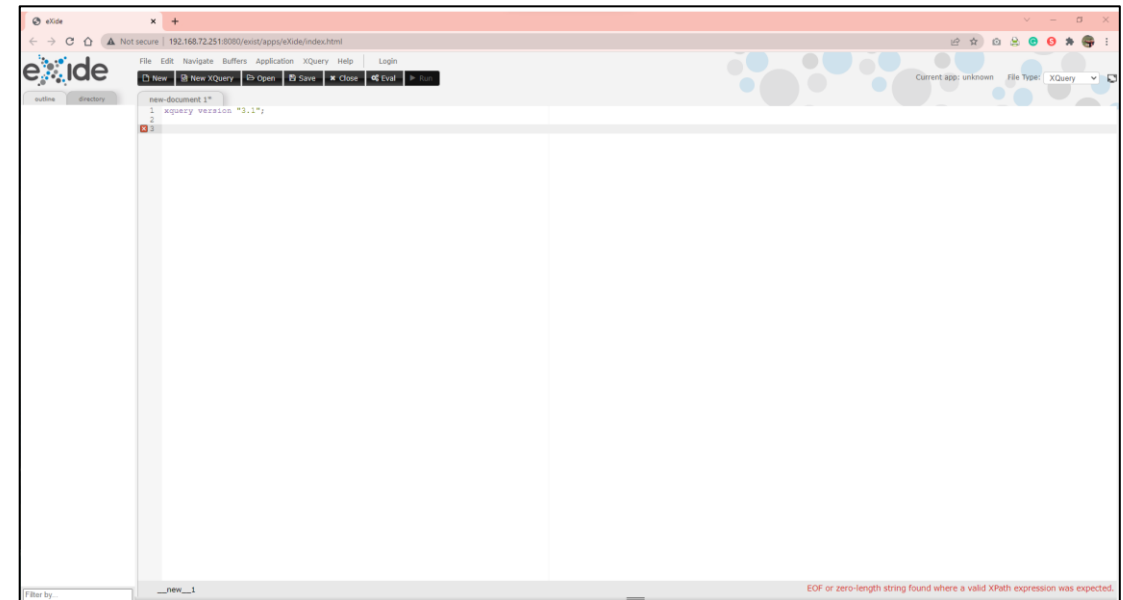 eXide
Not secure 192.168.72.251:8080/exist/apps/eXide/index.html
eXide
File Edit Navigate Buffers Application XQuery Help Login
New New XQuery Open Save Close Eval Run
Current app: unknown File Type: XQuery
outline directory
new-document 1*
1 xquery version "3.1";
2
3
Filter by...
__new__1
EOF or zero-length string found where a valid XPath expression was expected.